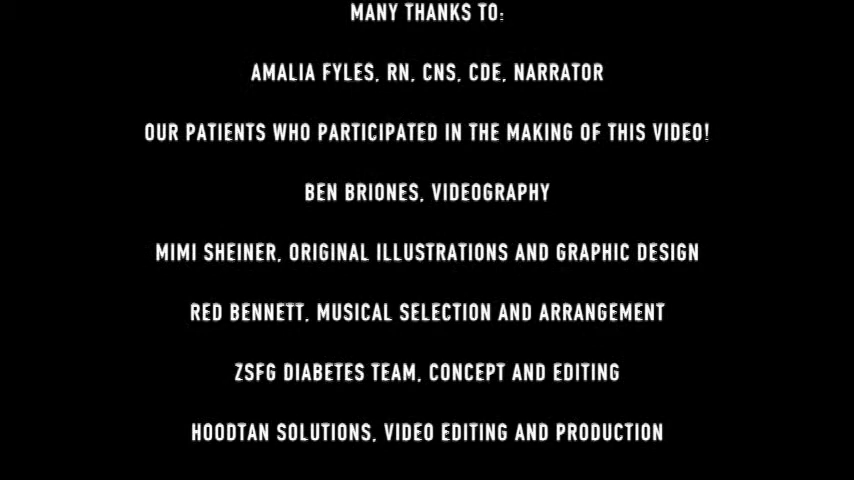 MANY THANKS TO:
AMALIA FYLES, RN, CNS, CDE, NARRATOR
OUR PATIENTS WHO PARTICIPATED IN THE MAKING OF THIS VIDEO!
BEN BRIONES, VIDEOGRAPHY
MIMI SHEINER, ORIGINAL ILLUSTRATIONS AND GRAPHIC DESIGN
RED BENNETT, MUSICAL SELECTION AND ARRANGEMENT
ZSFG DIABETES TEAM, CONCEPT AND EDITING
HOODTAN SOLUTIONS, VIDEO EDITING AND PRODUCTION